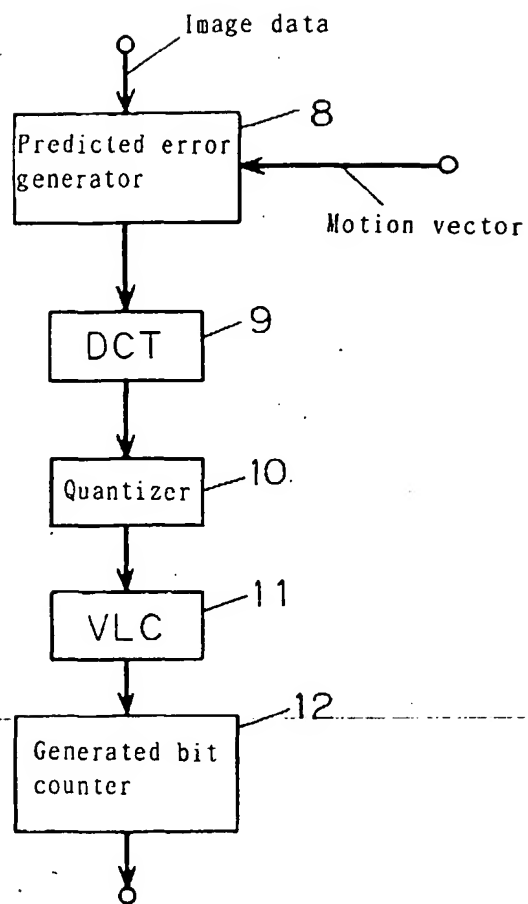 Image data
8
Predicted error
generator
Motion vector
9
DCT
10
Quantizer
11
VLC
12
Generated bit
counter